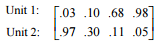 Unit 1: [.03 .10 .68 .98]
Unit 2: [.97 .30 .11 .05]